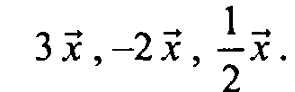 3 x⃗ , –2 x⃗ , 1/2 x⃗ .